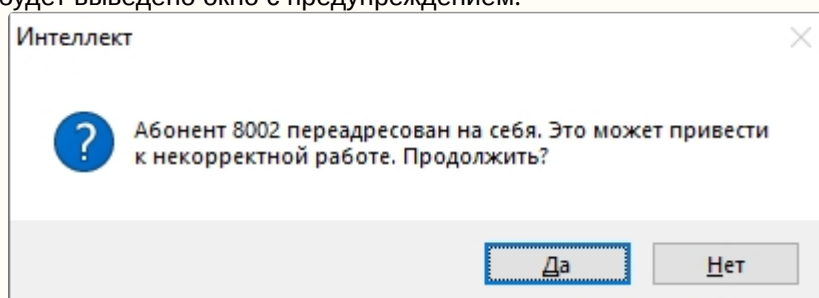 будет выведено окно с предупреждением.
Интеллект
Абонент 8002 переадресован на себя. Это может привести
к некорректной работе. Продолжить?
Да
Нет